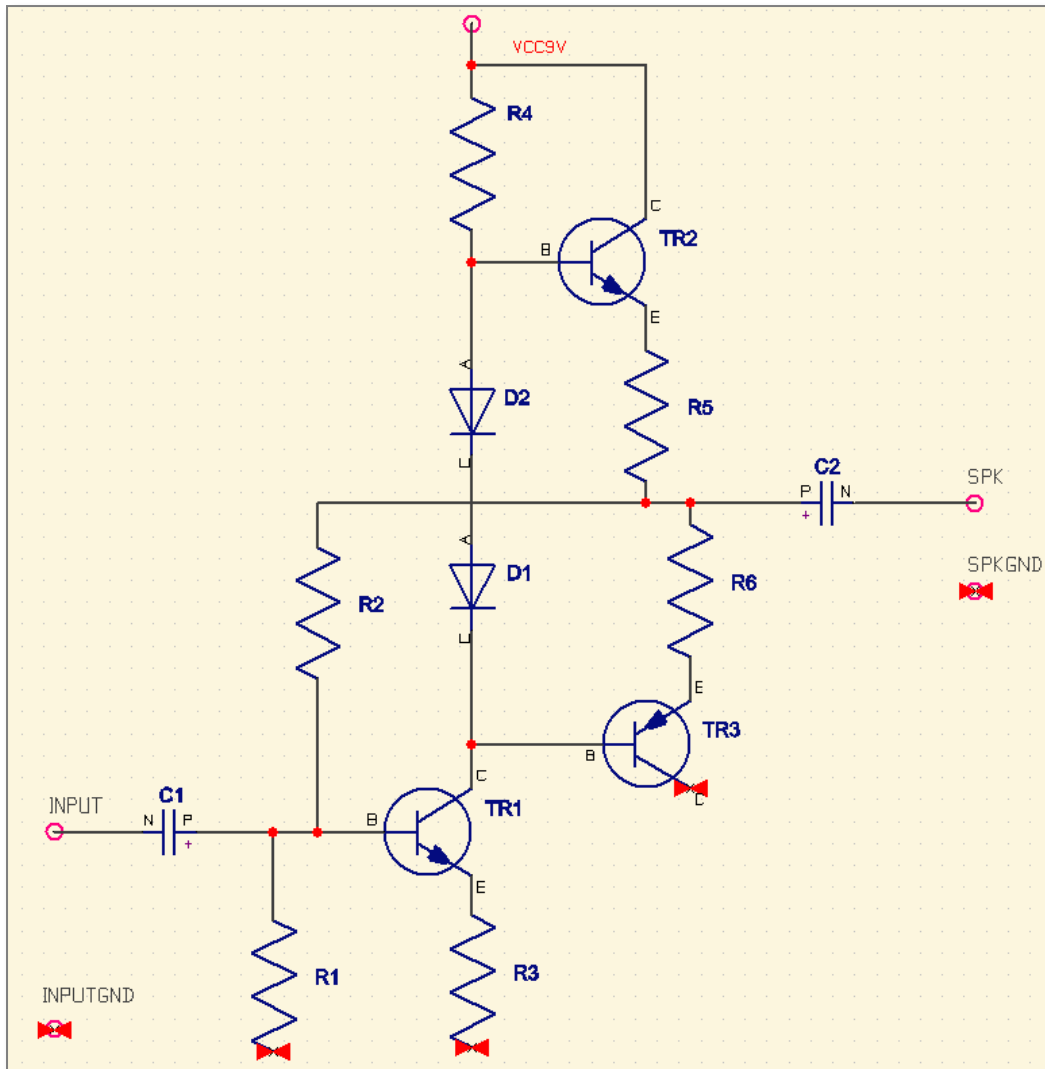 VCC9V
R4
C
TR2
B
E
A
D2
R5
C
C2
SPK
P
N
+
A
D1
R6
SPKGND
R2
C
E
TR3
B
C
INPUT
C1
C
TR1
N
P
B
+
E
R1
R3
INPUTGND